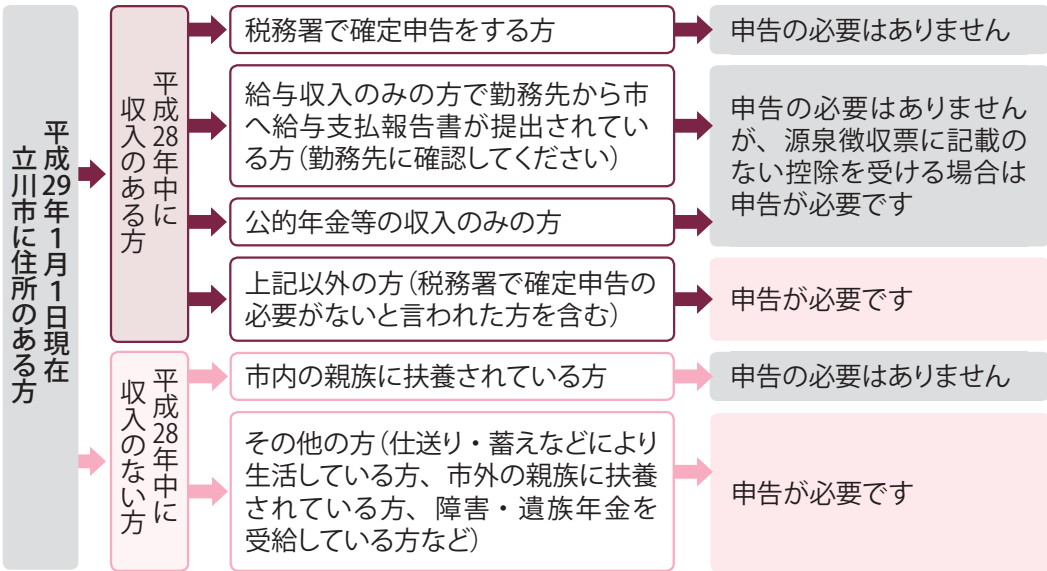 平成29年1月1日現在
立川市に住所のある方
平成28年中に
収入のある方
税務署で確定申告をする方
申告の必要はありません
給与収入のみの方で勤務先から市
へ給与支払報告書が提出されてい
る方（勤務先に確認してください）
公的年金等の収入のみの方
申告の必要はありません
が、源泉徴収票に記載の
ない控除を受ける場合は
申告が必要です
上記以外の方（税務署で確定申告の
必要がないと言われた方を含む）
申告が必要です
平成28年中に
収入のない方
市内の親族に扶養されている方
申告の必要はありません
その他の方（仕送り・蓄えなどにより
生活している方、市外の親族に扶養
されている方、障害・遺族年金を
受給している方など）
申告が必要です